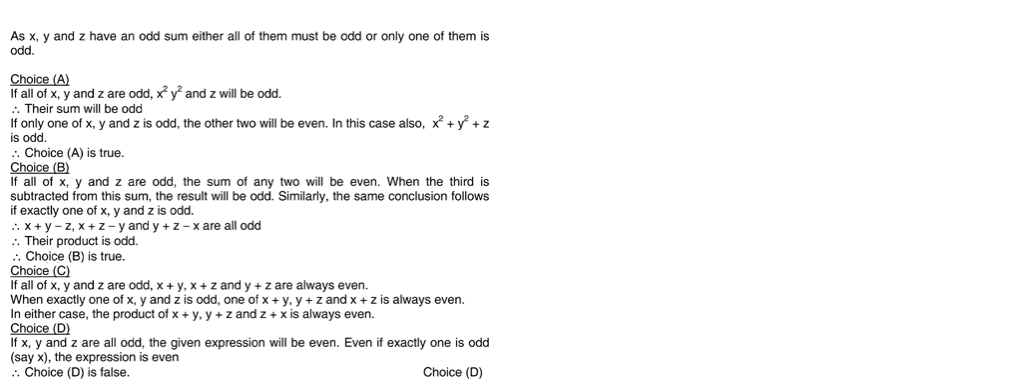 As x, y and z have an odd sum either all of them must be odd or only one of them is
odd.
Choice (A)
If all of x, y and z are odd, x² y² and z will be odd.
∴ Their sum will be odd
If only one of x, y and z is odd, the other two will be even. In this case also, x² + y² + z
is odd.
∴ Choice (A) is true.
Choice (B)
If all of x, y and z are odd, the sum of any two will be even. When the third is
subtracted from this sum, the result will be odd. Similarly, the same conclusion follows
if exactly one of x, y and z is odd.
∴ x + y – z, x + z – y and y + z – x are all odd
∴ Their product is odd.
∴ Choice (B) is true.
Choice (C)
If all of x, y and z are odd, x + y, x + z and y + z are always even.
When exactly one of x, y and z is odd, one of x + y, y + z and x + z is always even.
In either case, the product of x + y, y + z and z + x is always even.
Choice (D)
If x, y and z are all odd, the given expression will be even. Even if exactly one is odd
(say x), the expression is even
∴ Choice (D) is false. Choice (D)